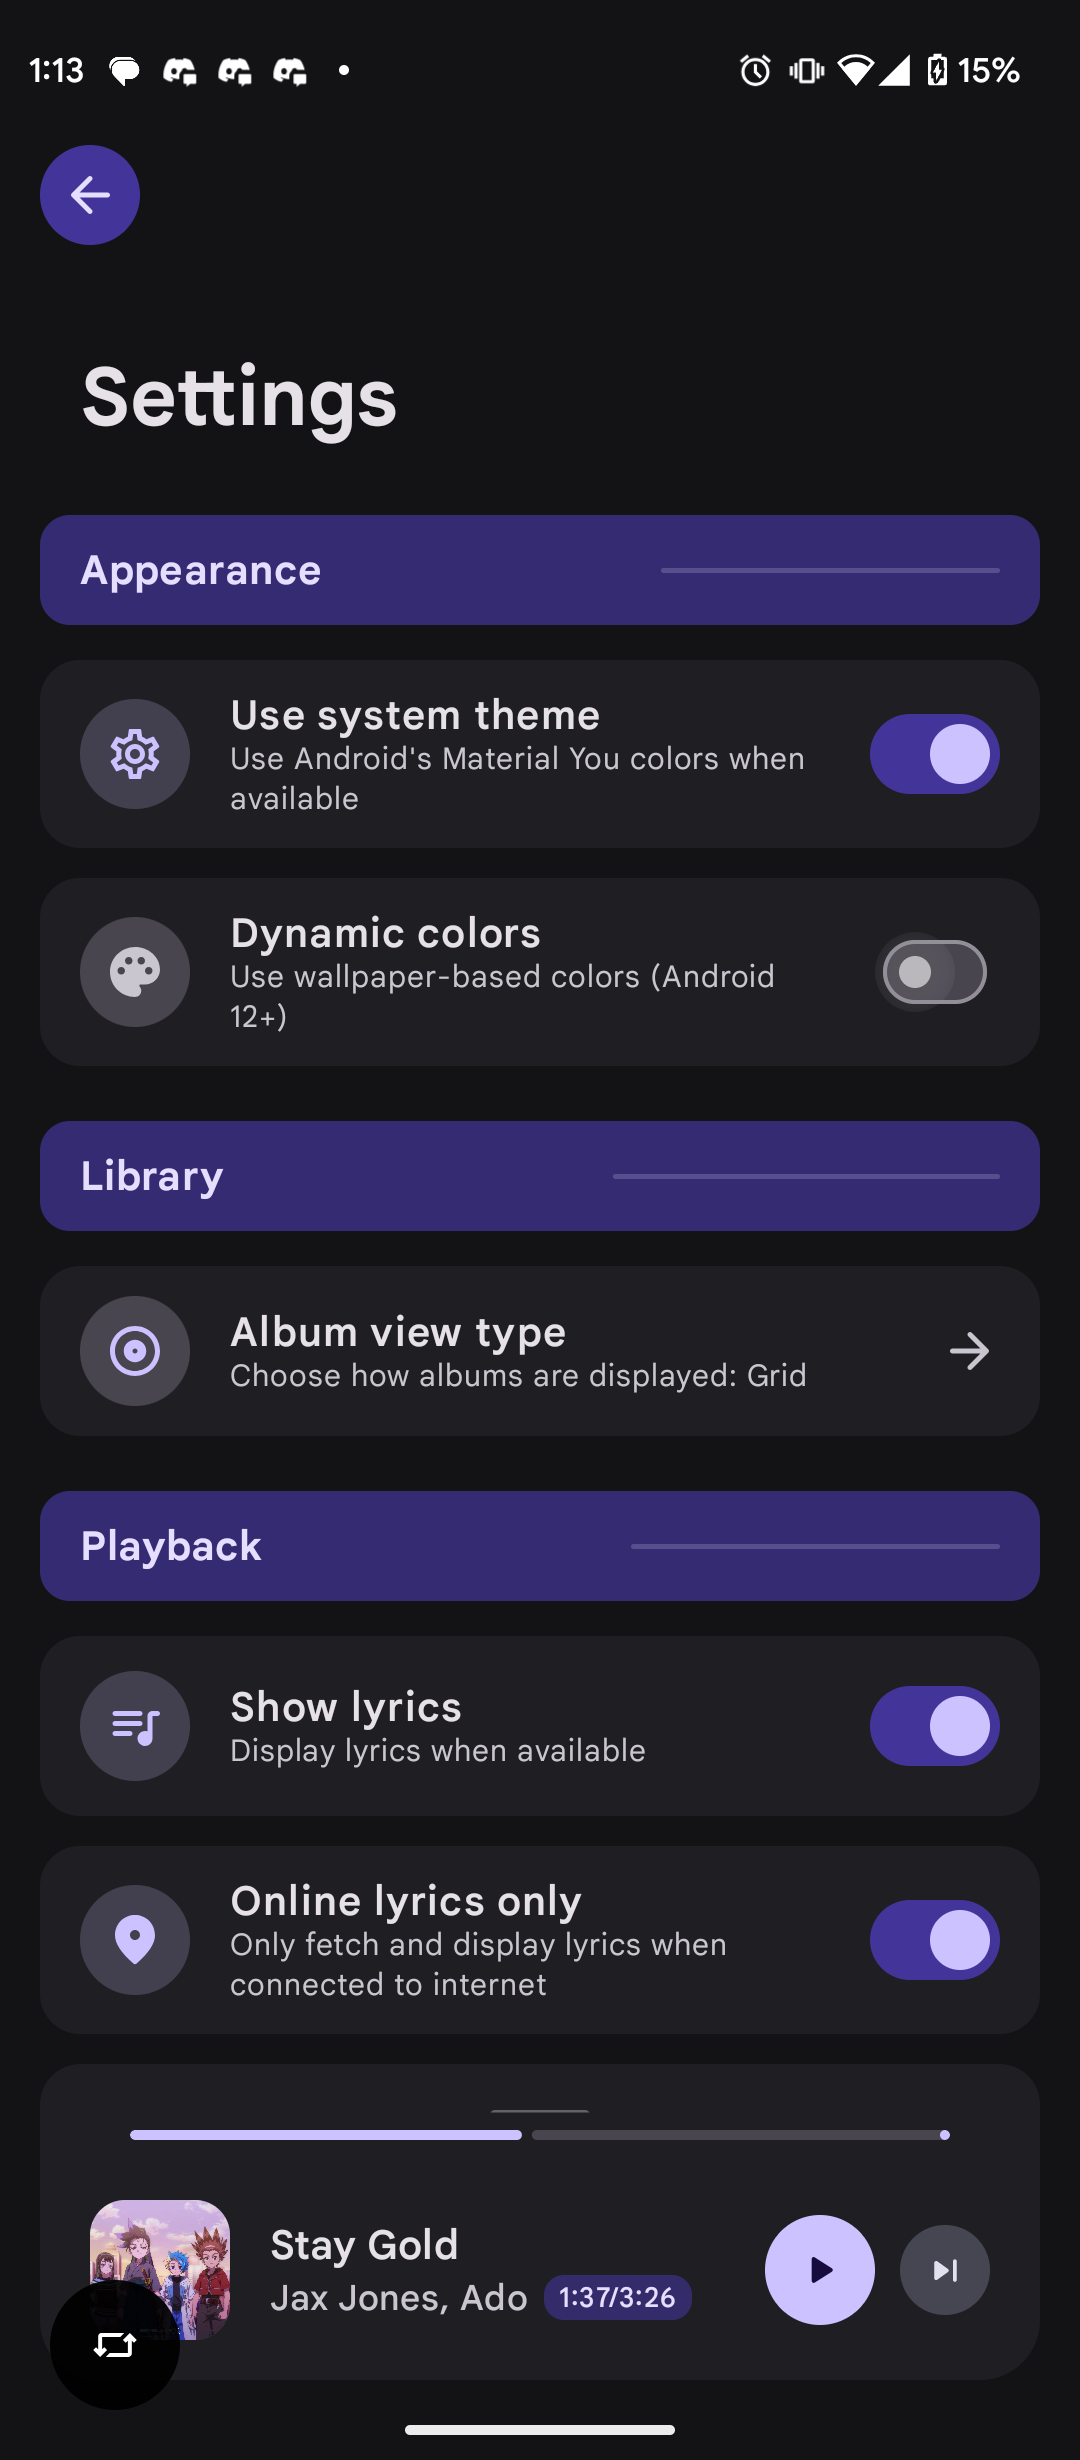 1:13
15%
Settings
Appearance
Use system theme
Use Android's Material You colors when
available
Dynamic colors
Use wallpaper-based colors (Android
12+)
Library
Album view type
Choose how albums are displayed: Grid
Playback
Show lyrics
Display lyrics when available
Online lyrics only
Only fetch and display lyrics when
connected to internet
Stay Gold
Jax Jones, Ado 1:37/3:26